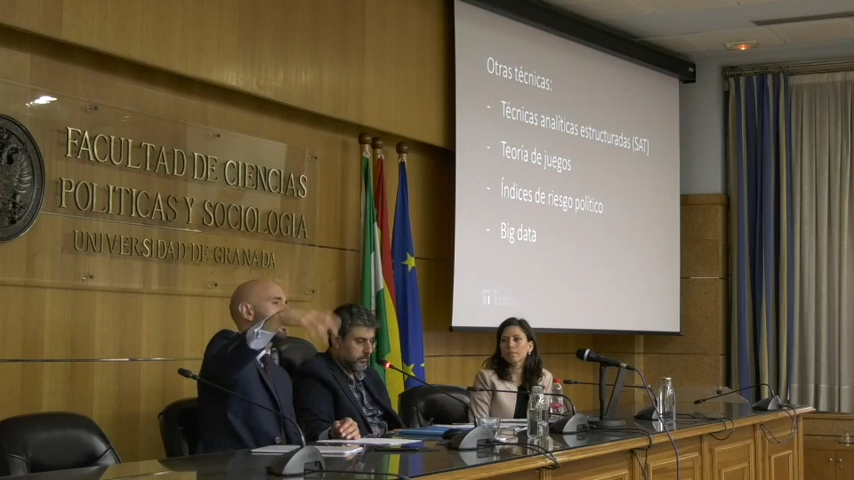 FACULTAD DE CIENCIAS
POLITICAS Y SOCIOLOGIA
UNIVERSIDAD DE GRANADA
Otras técnicas:
- Técnicas analíticas estructuradas (SAT)
- Teoría de juegos
- Índices de riesgo político
- Big data